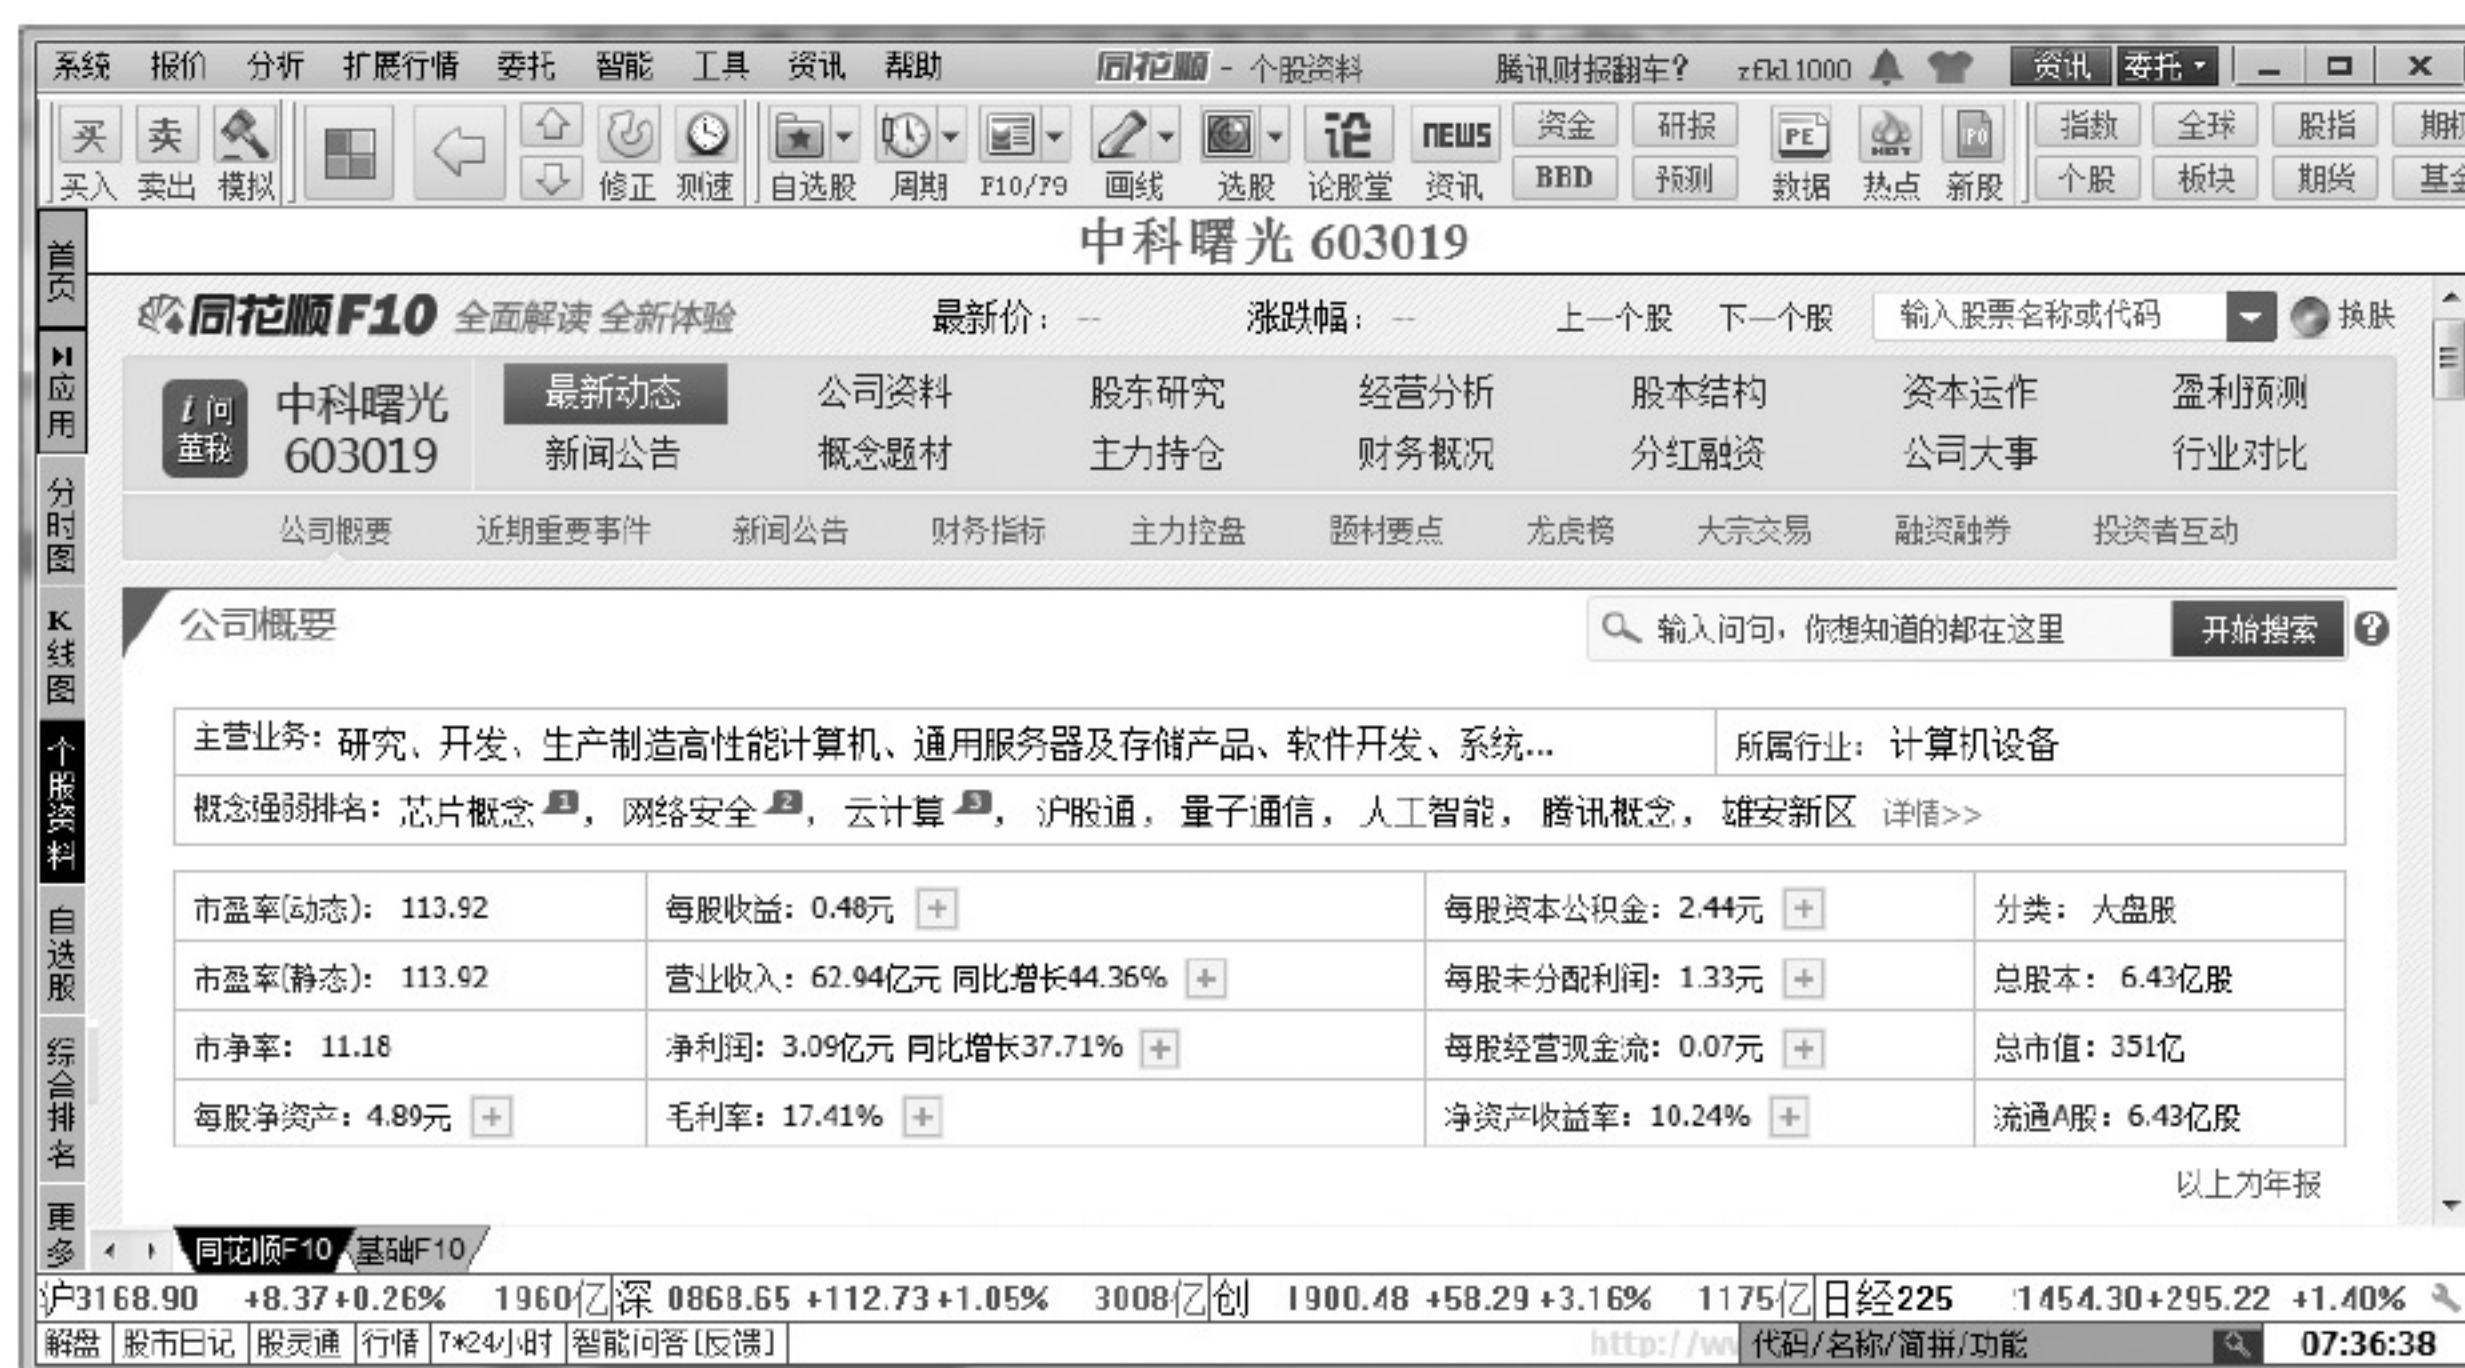 系统 报价 分析 扩展行情 委托 智能 工具 资讯 帮助 同花顺 - 个股资料 腾讯财报翻车? zfkl1000 资讯 委托
买 卖 论 NEWS 资金 研报 PE HOT IPO 指数 全球 股指
买入 卖出 模拟 修正 测速 自选股 周期 F10/F9 画线 选股 论股堂 资讯 BBD 预测 数据 热点 新股 个股 板块 期货
中科曙光 603019
首页
应用
分时图
K线图
个股资料
自选股
综合排名
更多
同花顺F10 全面解读 全新体验 最新价: -- 涨跌幅: -- 上一个股 下一个股 输入股票名称或代码 换肤
i问董秘 中科曙光 603019
最新动态 公司资料 股东研究 经营分析 股本结构 资本运作 盈利预测
新闻公告 概念题材 主力持仓 财务概况 分红融资 公司大事 行业对比
公司概要 近期重要事件 新闻公告 财务指标 主力控盘 题材要点 龙虎榜 大宗交易 融资融券 投资者互动
公司概要 输入问句,你想知道的都在这里 开始搜索 ?
主营业务: 研究、开发、生产制造高性能计算机、通用服务器及存储产品、软件开发、系统... 所属行业: 计算机设备
概念强弱排名: 芯片概念 1, 网络安全 2, 云计算 3, 沪股通, 量子通信, 人工智能, 腾讯概念, 雄安新区 详情>>
市盈率(动态): 113.92 每股收益: 0.48元 + 每股资本公积金: 2.44元 + 分类: 大盘股
市盈率(静态): 113.92 营业收入: 62.94亿元 同比增长44.36% + 每股未分配利润: 1.33元 + 总股本: 6.43亿股
市净率: 11.18 净利润: 3.09亿元 同比增长37.71% + 每股经营现金流: 0.07元 + 总市值: 351亿
每股净资产: 4.89元 + 毛利率: 17.41% + 净资产收益率: 10.24% + 流通A股: 6.43亿股
以上为年报
同花顺F10 基础F10
沪3168.90 +8.37 +0.26% 1960亿 深 0868.65 +112.73 +1.05% 3008亿 创 1900.48 +58.29 +3.16% 1175亿 日经225 1454.30 +295.22 +1.40%
解盘 股市日记 股灵通 行情 7*24小时 智能问答 [反馈] http://w 代码/名称/简拼/功能 07:36:38